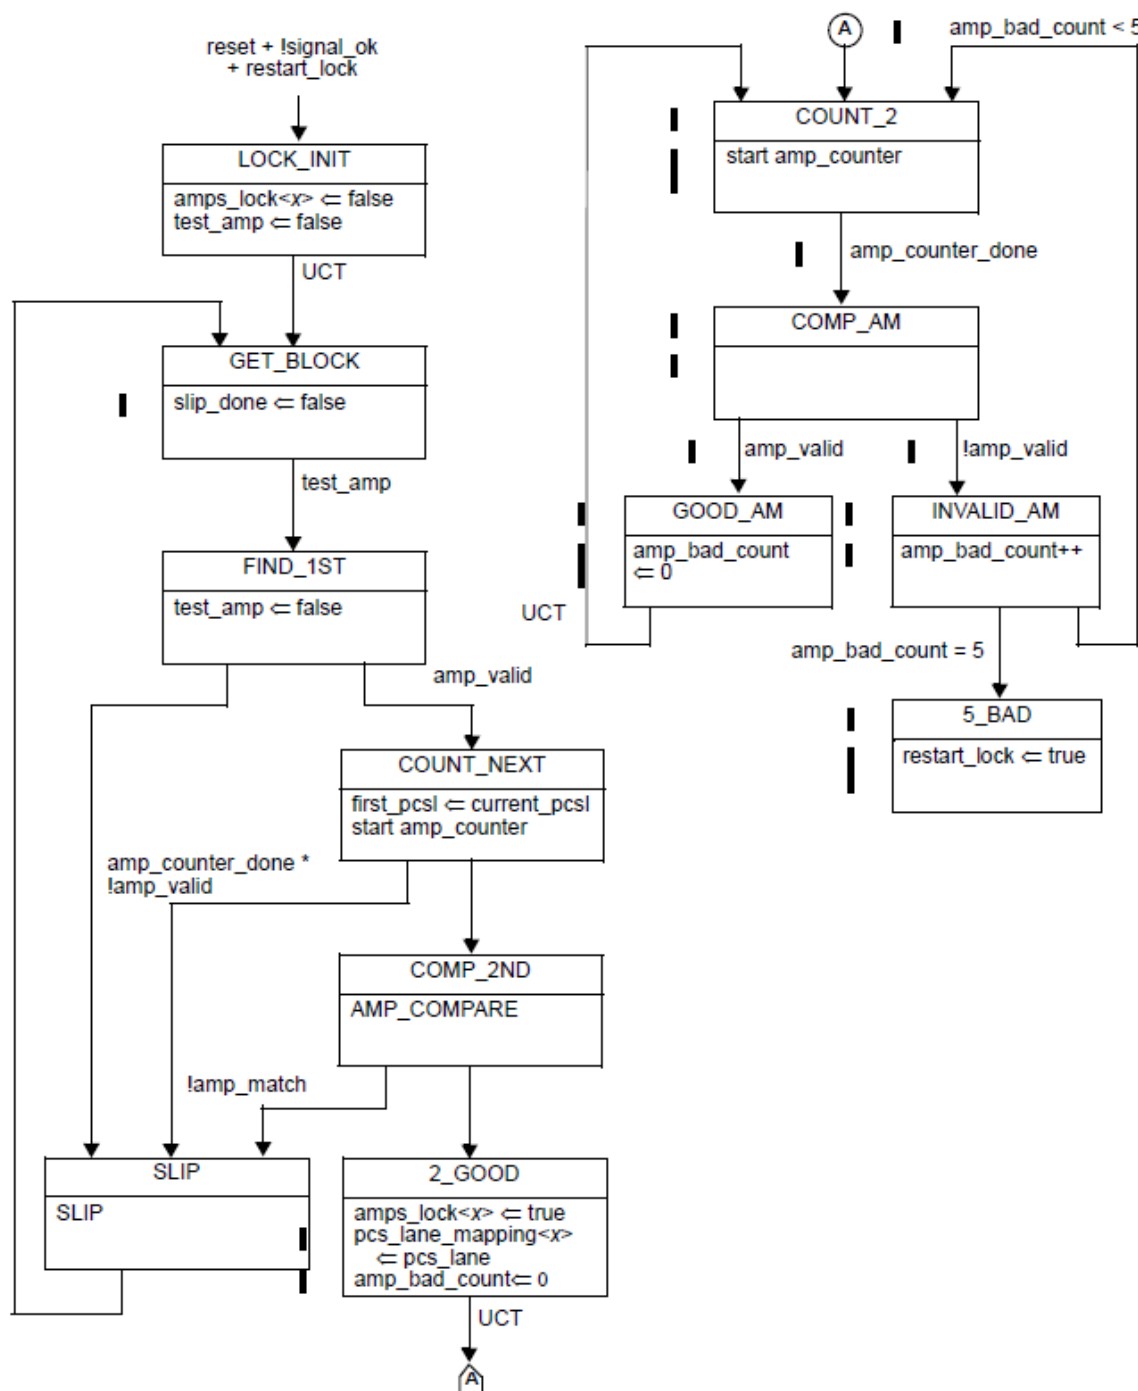 reset + !signal_ok
+ restart_lock
LOCK_INIT
amps_lock<x> ⇐ false
test_amp ⇐ false
UCT
GET_BLOCK
slip_done ⇐ false
test_amp
FIND_1ST
test_amp ⇐ false
amp_valid
COUNT_NEXT
first_pcsl ⇐ current_pcsl
start amp_counter
amp_counter_done *
!amp_valid
COMP_2ND
AMP_COMPARE
!amp_match
SLIP
SLIP
2_GOOD
amps_lock<x> ⇐ true
pcs_lane_mapping<x>
⇐ pcs_lane
amp_bad_count⇐ 0
UCT
A
A
amp_bad_count < 5
COUNT_2
start amp_counter
amp_counter_done
COMP_AM
amp_valid
!amp_valid
GOOD_AM
amp_bad_count
⇐ 0
UCT
INVALID_AM
amp_bad_count++
amp_bad_count = 5
5_BAD
restart_lock ⇐ true